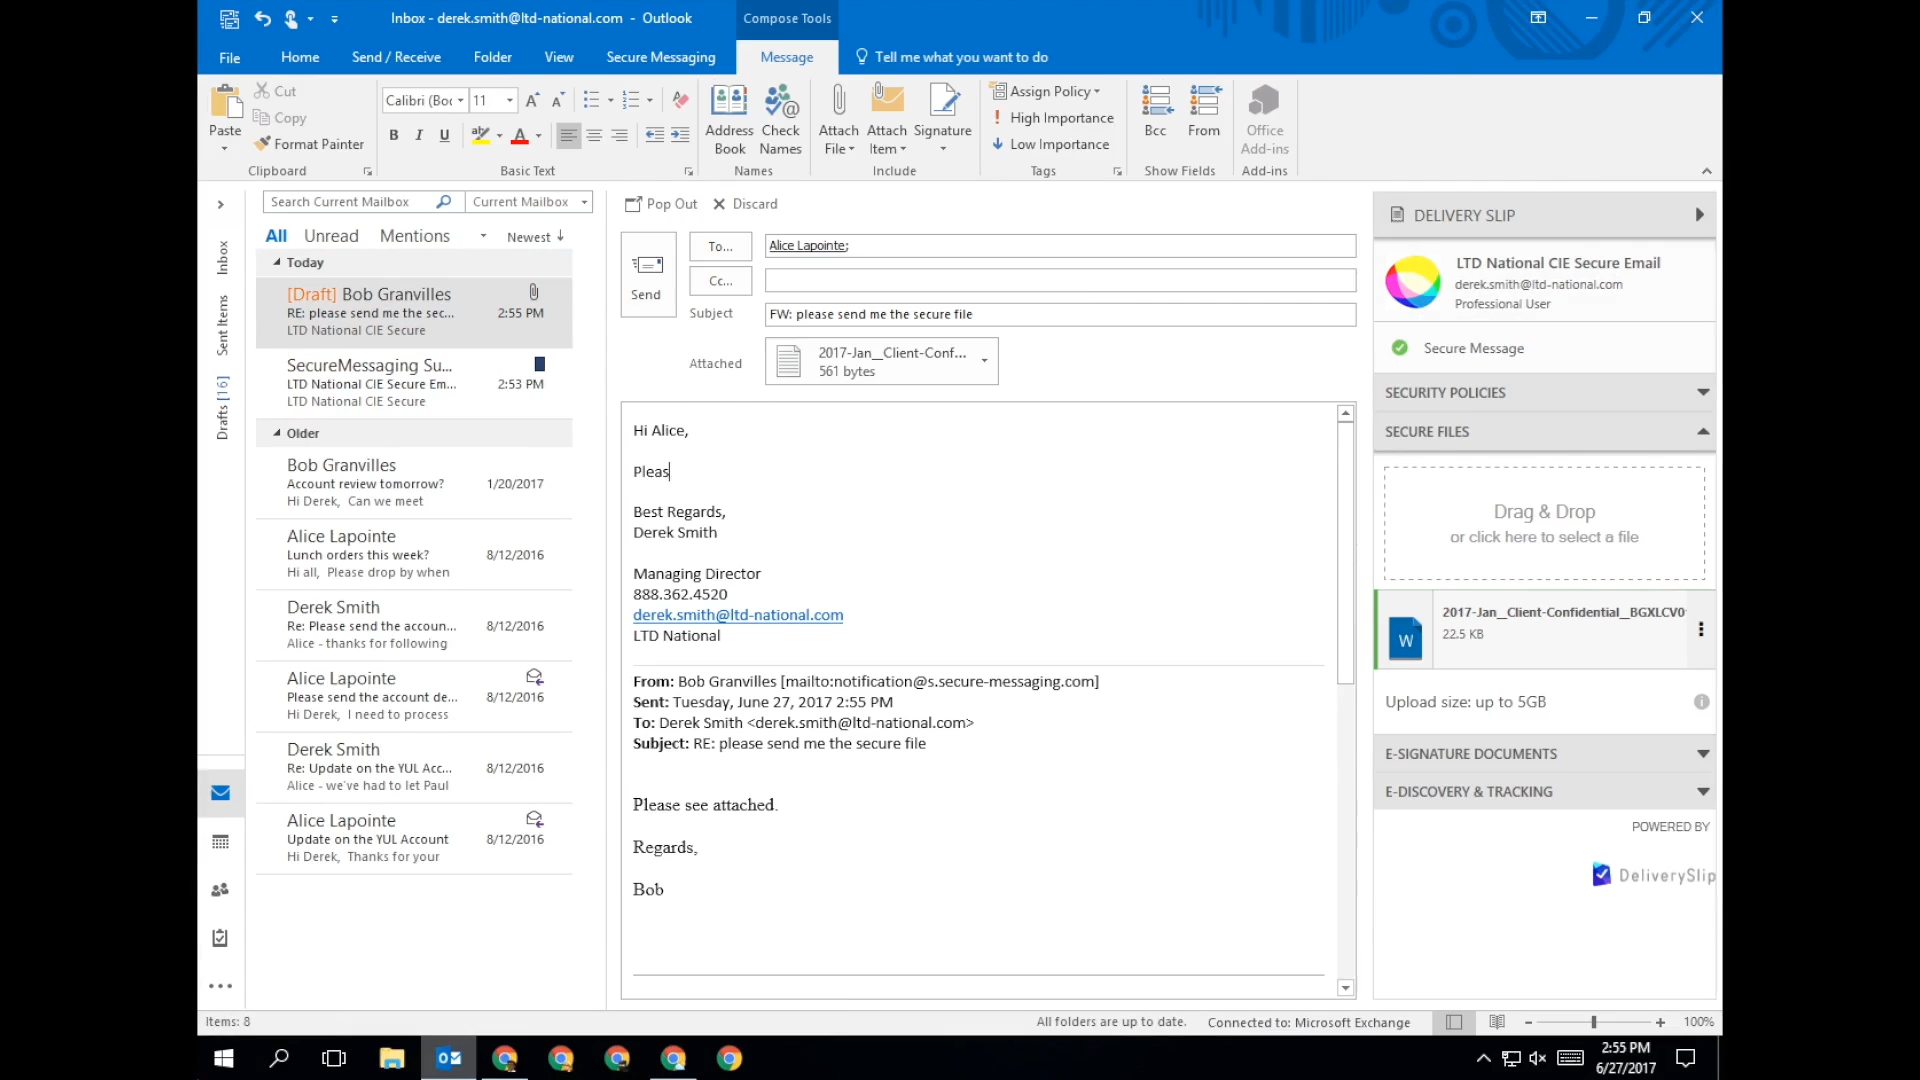 Inbox - derek.smith@ltd-national.com - Outlook
Compose Tools
File
Home
Send / Receive
Folder
View
Secure Messaging
Message
Tell me what you want to do
Paste
Cut
Copy
Format Painter
Clipboard
Calibri (Boc
11
B I U
Basic Text
Address Book
Check Names
Names
Attach File
Attach Item
Signature
Include
Assign Policy
High Importance
Low Importance
Tags
Bcc
From
Show Fields
Office Add-ins
Add-ins
Inbox
Sent Items
Drafts [16]
Search Current Mailbox
Current Mailbox
All
Unread
Mentions
Newest
Today
[Draft] Bob Granvilles
RE: please send me the sec...
2:55 PM
LTD National CIE Secure
SecureMessaging Su...
LTD National CIE Secure Em...
2:53 PM
LTD National CIE Secure
Older
Bob Granvilles
Account review tomorrow?
1/20/2017
Hi Derek, Can we meet
Alice Lapointe
Lunch orders this week?
8/12/2016
Hi all, Please drop by when
Derek Smith
Re: Please send the accoun...
8/12/2016
Alice - thanks for following
Alice Lapointe
Please send the account de...
8/12/2016
Hi Derek, I need to process
Derek Smith
Re: Update on the YUL Acc...
8/12/2016
Alice - we've had to let Paul
Alice Lapointe
Update on the YUL Account
8/12/2016
Hi Derek, Thanks for your
Pop Out
Discard
Send
To...
Alice Lapointe;
Cc...
Subject
FW: please send me the secure file
Attached
2017-Jan__Client-Conf...
561 bytes
Hi Alice,
Pleas
Best Regards,
Derek Smith
Managing Director
888.362.4520
derek.smith@ltd-national.com
LTD National
From: Bob Granvilles [mailto:notification@s.secure-messaging.com]
Sent: Tuesday, June 27, 2017 2:55 PM
To: Derek Smith <derek.smith@ltd-national.com>
Subject: RE: please send me the secure file
Please see attached.
Regards,
Bob
DELIVERY SLIP
LTD National CIE Secure Email
derek.smith@ltd-national.com
Professional User
Secure Message
SECURITY POLICIES
SECURE FILES
Drag & Drop
or click here to select a file
W
2017-Jan__Client-Confidential__BGXLCV0
22.5 KB
Upload size: up to 5GB
E-SIGNATURE DOCUMENTS
E-DISCOVERY & TRACKING
POWERED BY
DeliverySlip
Items: 8
All folders are up to date.
Connected to: Microsoft Exchange
100%
2:55 PM
6/27/2017